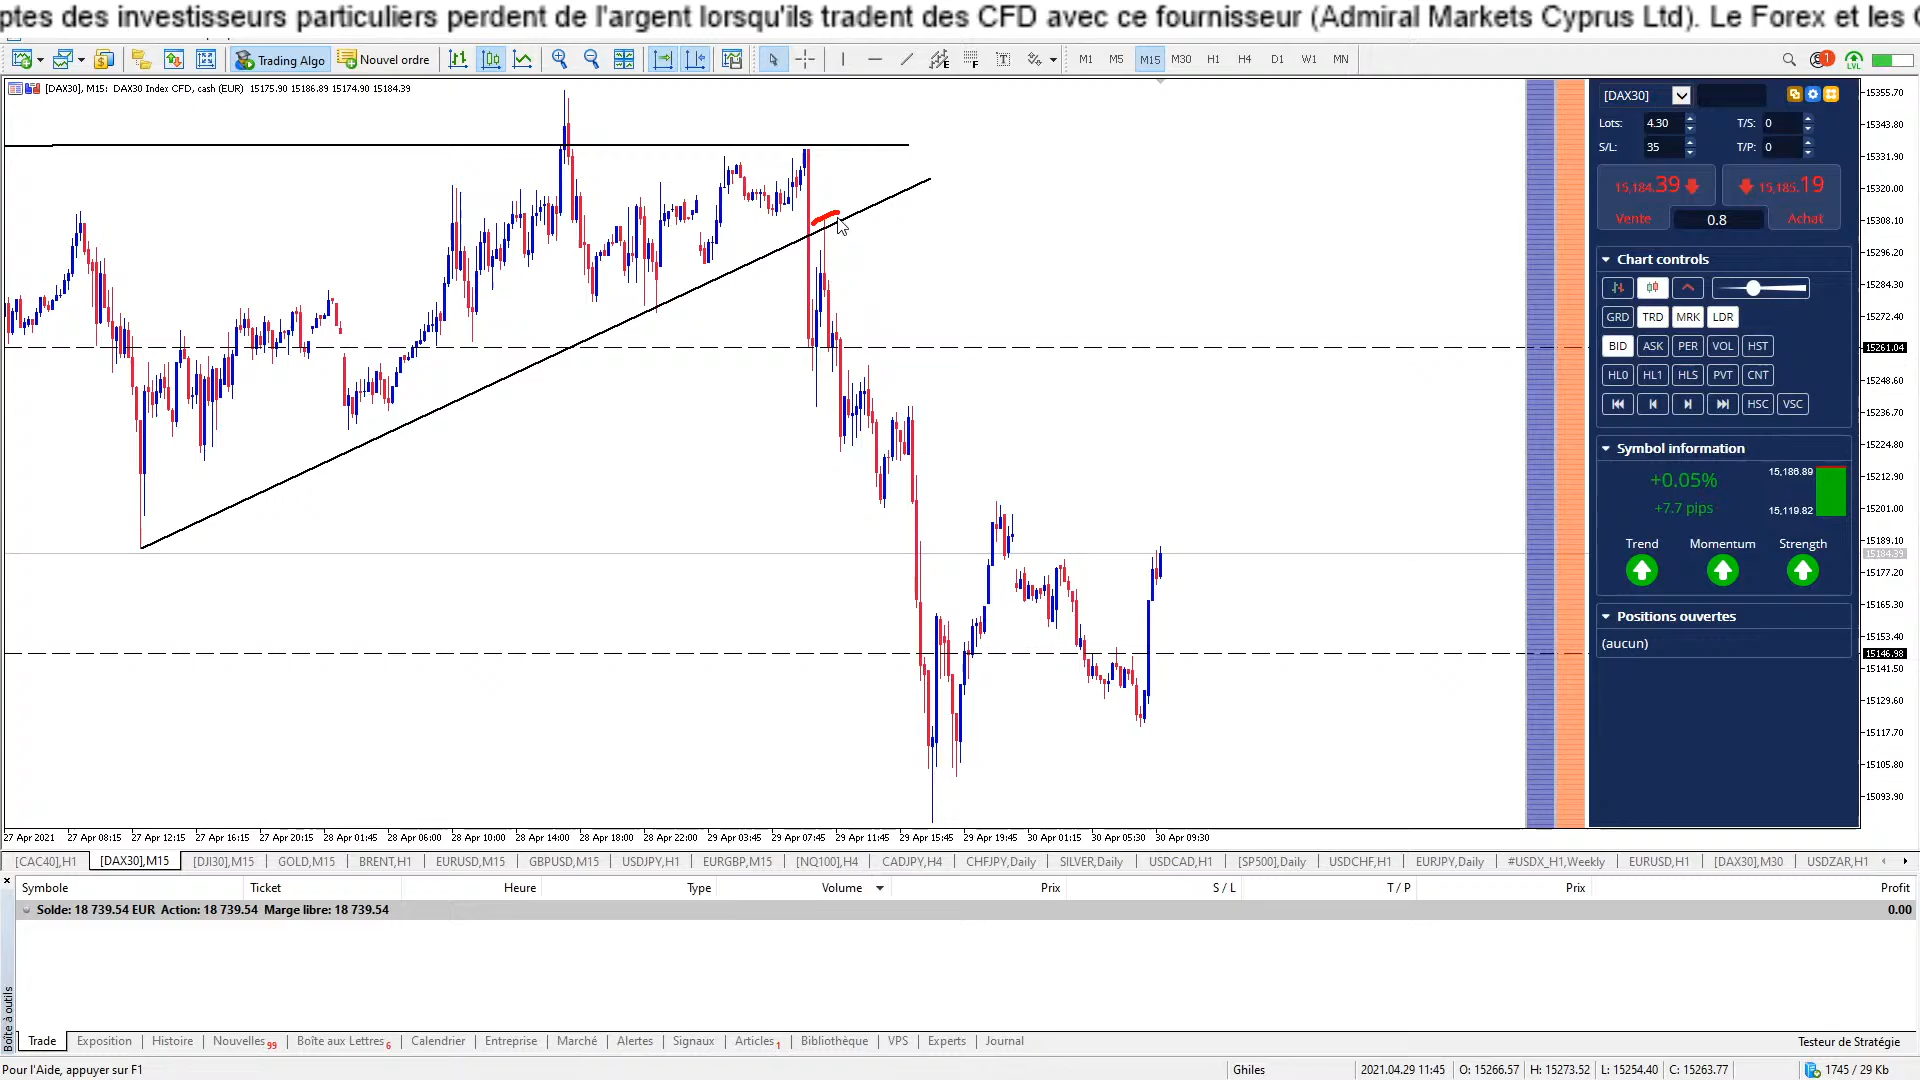 ptes des investisseurs particuliers perdent de l'argent lorsqu'ils tradent des CFD avec ce fournisseur (Admiral Markets Cyprus Ltd). Le Forex et les
Trading Algo Nouvel ordre M1 M5 M15 M30 H1 H4 D1 W1 MN 1 LVL
[DAX30], M15: DAX30 Index CFD, cash (EUR) 15175.90 15186.89 15174.90 15184.39
[DAX30]
Lots: 4.30 T/S: 0
S/L: 35 T/P: 0
15,184.39 15,185.19
Vente 0.8 Achat
Chart controls
GRD TRD MRK LDR
BID ASK PER VOL HST
HL0 HL1 HLS PVT CNT
HSC VSC
Symbol information
+0.05% 15,186.89
+7.7 pips 15,119.82
Trend Momentum Strength
Positions ouvertes
(aucun)
15355.70
15343.80
15331.90
15320.00
15308.10
15296.20
15284.30
15272.40
15261.04
15248.60
15236.70
15224.80
15212.90
15201.00
15189.10
15184.39
15177.20
15165.30
15153.40
15146.98
15141.50
15129.60
15117.70
15105.80
15093.90
27 Apr 2021 27 Apr 08:15 27 Apr 12:15 27 Apr 16:15 27 Apr 20:15 28 Apr 01:45 28 Apr 06:00 28 Apr 10:00 28 Apr 14:00 28 Apr 18:00 28 Apr 22:00 29 Apr 03:45 29 Apr 07:45 29 Apr 11:45 29 Apr 15:45 29 Apr 19:45 30 Apr 01:15 30 Apr 05:30 30 Apr 09:30
[CAC40],H1 [DAX30],M15 [DJI30],M15 GOLD,M15 BRENT,H1 EURUSD,M15 GBPUSD,M15 USDJPY,H1 EURGBP,M15 [NQ100],H4 CADJPY,H4 CHFJPY,Daily SILVER,Daily USDCAD,H1 [SP500],Daily USDCHF,H1 EURJPY,Daily #USDX_H1,Weekly EURUSD,H1 [DAX30],M30 USDZAR,H1
Symbole Ticket Heure Type Volume Prix S / L T / P Prix Profit
Solde: 18 739.54 EUR Action: 18 739.54 Marge libre: 18 739.54 0.00
Boîte à outils
Trade Exposition Histoire Nouvelles 99 Boîte aux Lettres 6 Calendrier Entreprise Marché Alertes Signaux Articles 1 Bibliothèque VPS Experts Journal Testeur de Stratégie
Pour l'Aide, appuyer sur F1 Ghiles 2021.04.29 11:45 O: 15266.57 H: 15273.52 L: 15254.40 C: 15263.77 1745 / 29 Kb